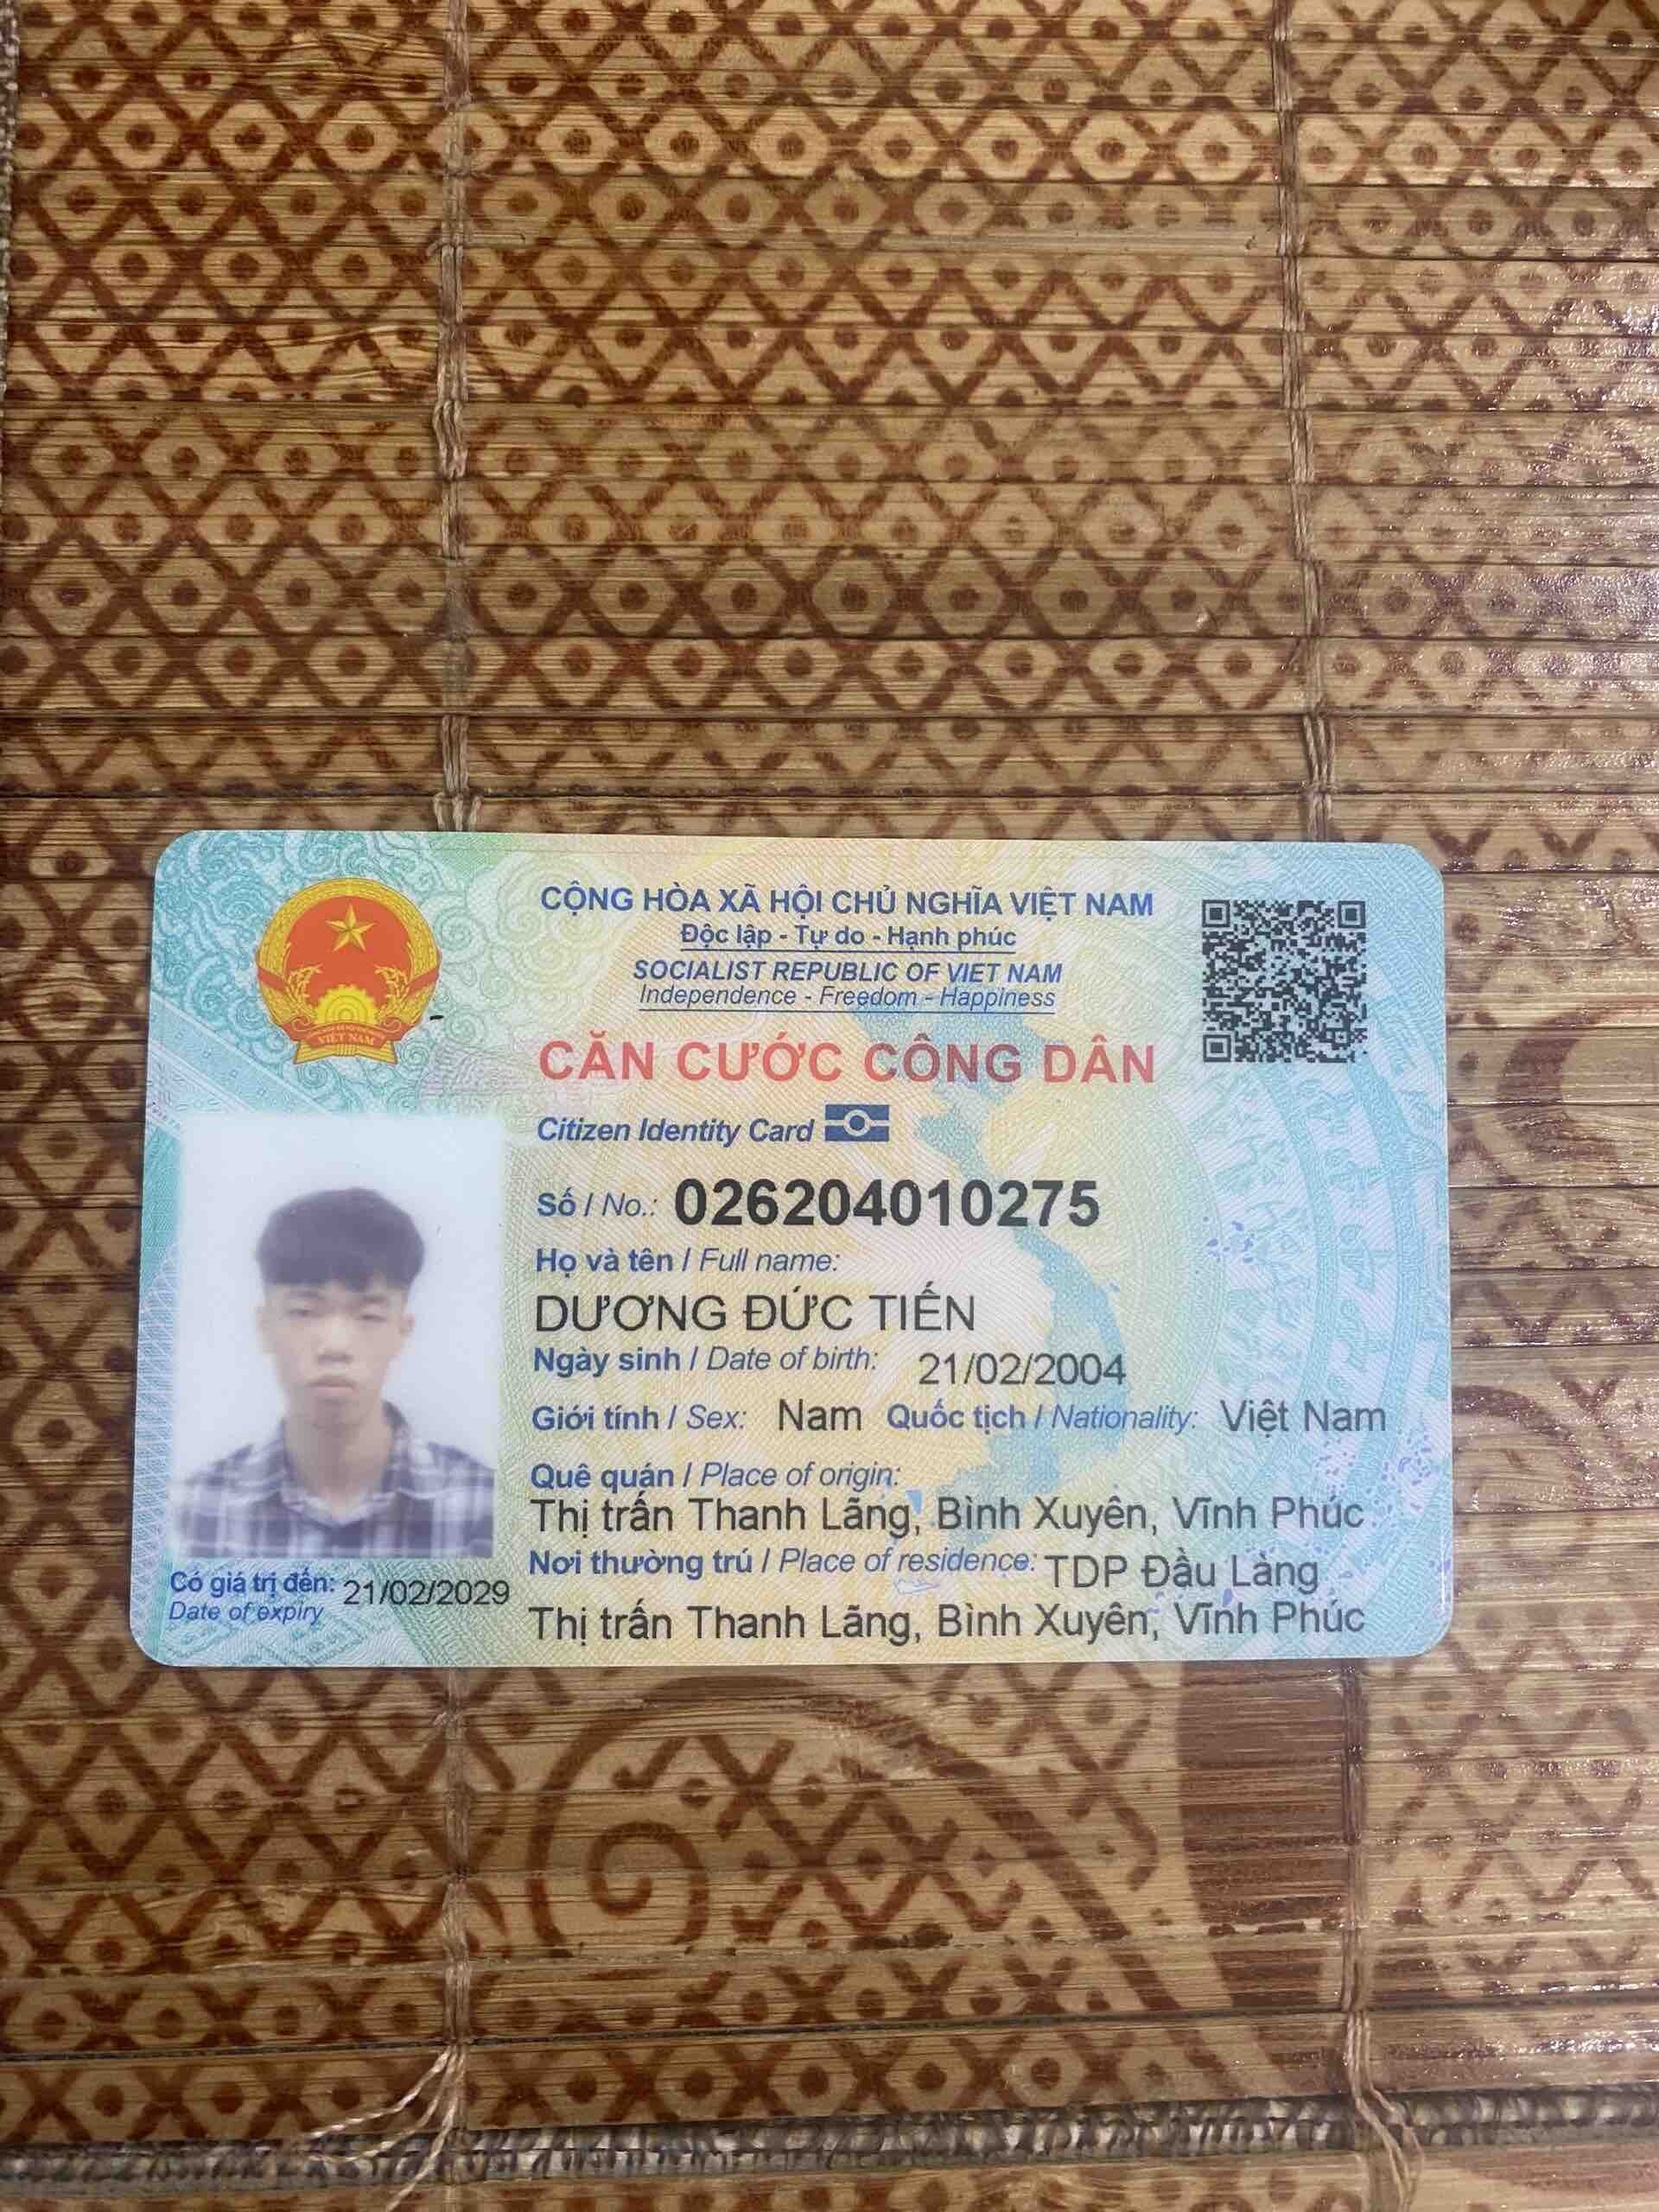 CỘNG HÒA XÃ HỘI CHỦ NGHĨA VIỆT NAM
Độc lập - Tự do - Hạnh phúc
SOCIALIST REPUBLIC OF VIET NAM
Independence - Freedom - Happiness
CĂN CƯỚC CÔNG DÂN
Citizen Identity Card
Số / No.: 026204010275
Họ và tên / Full name:
DƯƠNG ĐỨC TIẾN
Ngày sinh / Date of birth: 21/02/2004
Giới tính / Sex: Nam Quốc tịch / Nationality: Việt Nam
Quê quán / Place of origin:
Thị trấn Thanh Lãng, Bình Xuyên, Vĩnh Phúc
Nơi thường trú / Place of residence: TDP Đầu Làng
Thị trấn Thanh Lãng, Bình Xuyên, Vĩnh Phúc
VIỆT NAM
Có giá trị đến: 21/02/2029
Date of expiry